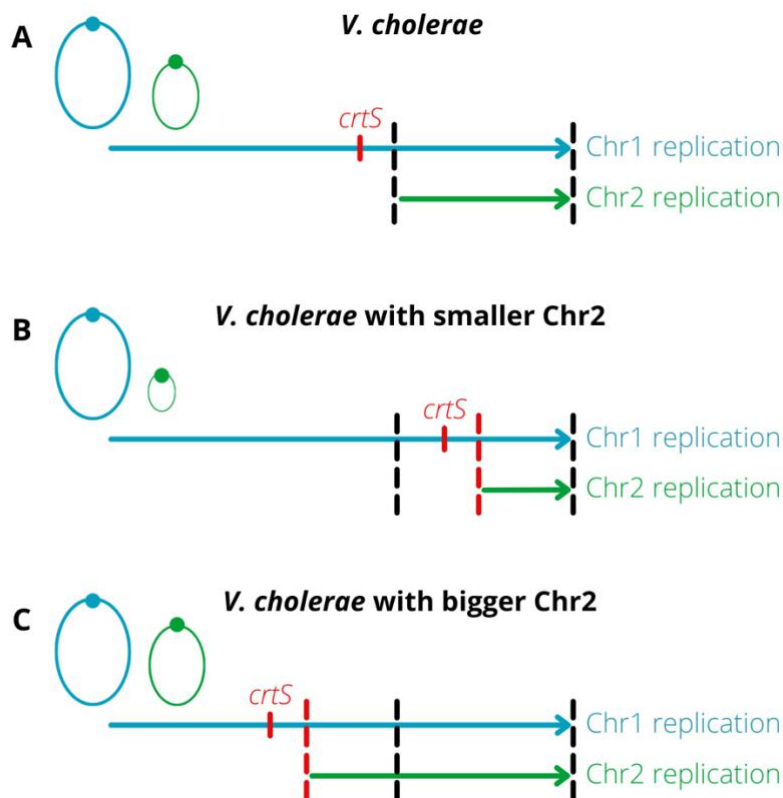 A
V. cholerae
crtS
Chr1 replication
Chr2 replication
B
V. cholerae with smaller Chr2
crtS
Chr1 replication
Chr2 replication
C
V. cholerae with bigger Chr2
crtS
Chr1 replication
Chr2 replication